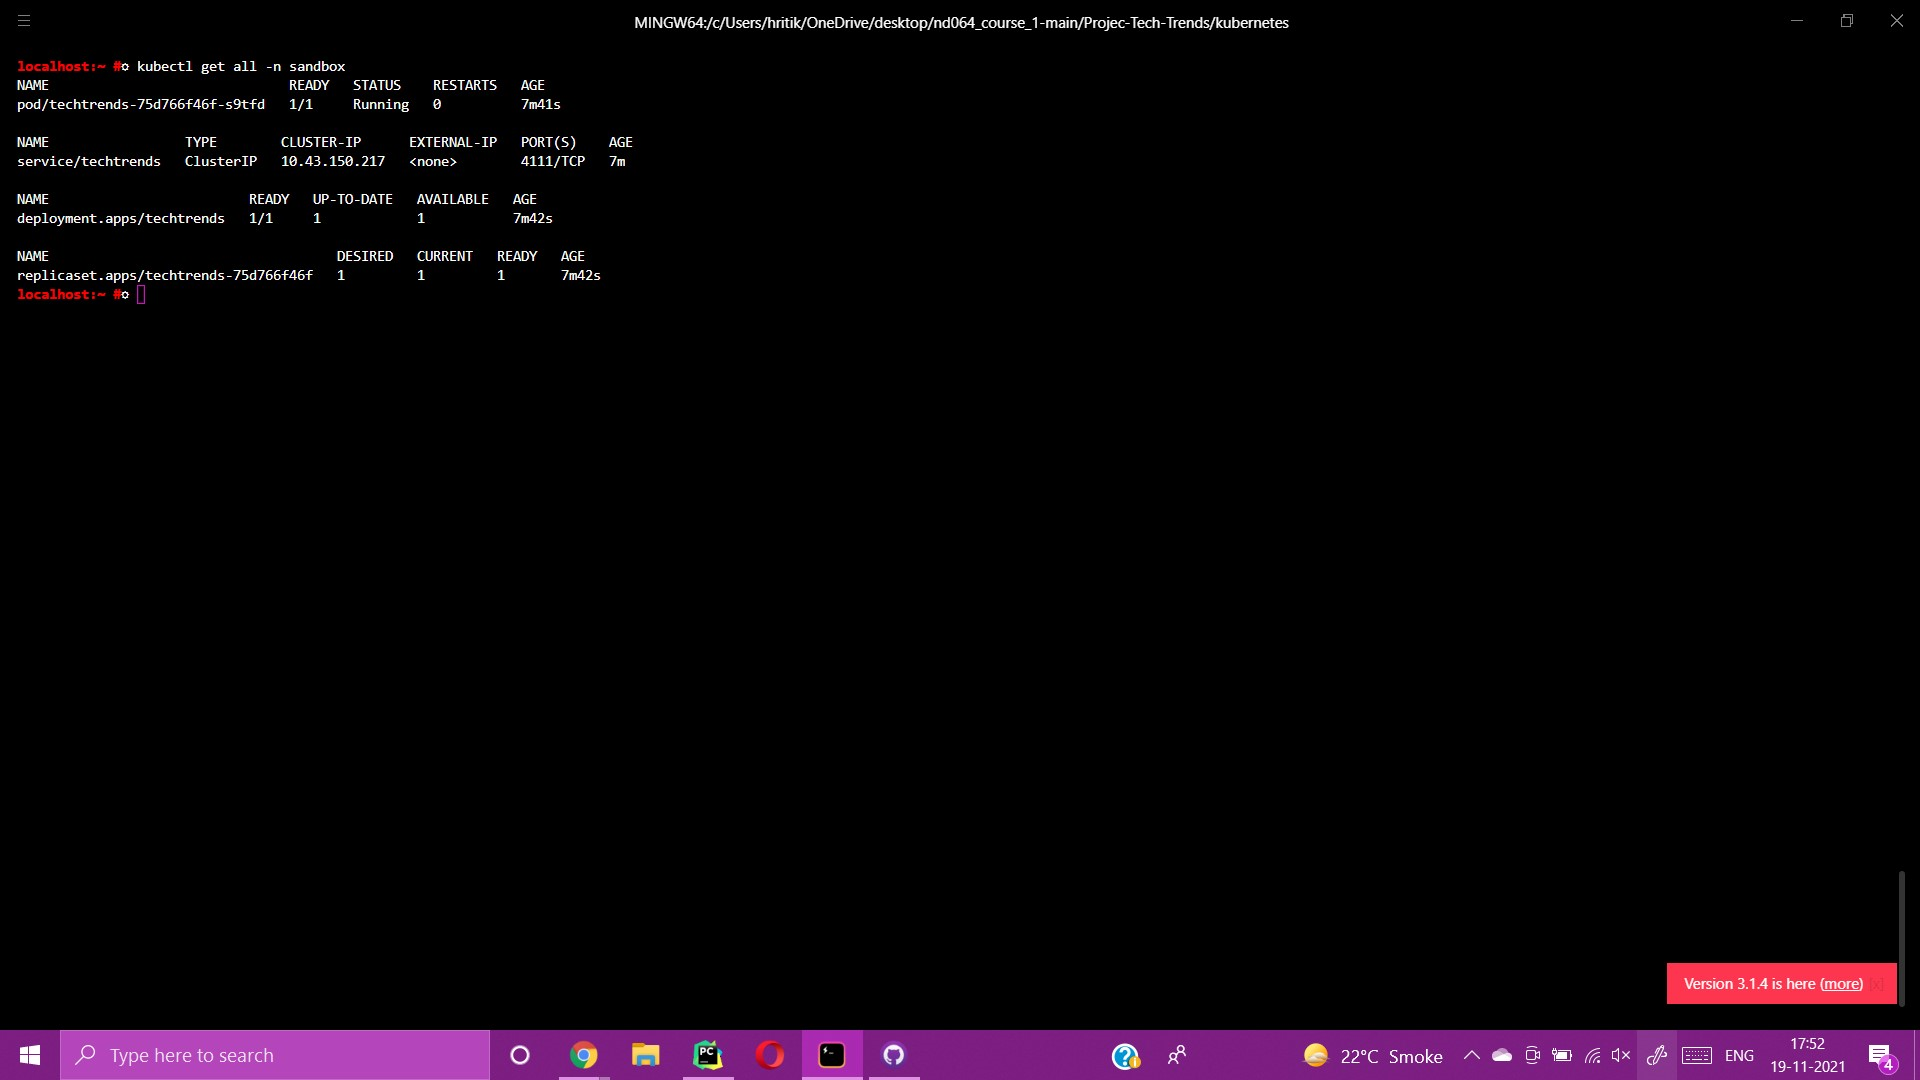 MINGW64:/c/Users/hritik/OneDrive/desktop/nd064_course_1-main/Projec-Tech-Trends/kubernetes
localhost:~ # kubectl get all -n sandbox
NAME READY STATUS RESTARTS AGE
pod/techtrends-75d766f46f-s9tfd 1/1 Running 0 7m41s
NAME TYPE CLUSTER-IP EXTERNAL-IP PORT(S) AGE
service/techtrends ClusterIP 10.43.150.217 <none> 4111/TCP 7m
NAME READY UP-TO-DATE AVAILABLE AGE
deployment.apps/techtrends 1/1 1 1 7m42s
NAME DESIRED CURRENT READY AGE
replicaset.apps/techtrends-75d766f46f 1 1 1 7m42s
localhost:~ #
Version 3.1.4 is here (more) [x]
Type here to search
PC
22°C Smoke
ENG
17:52
19-11-2021
4